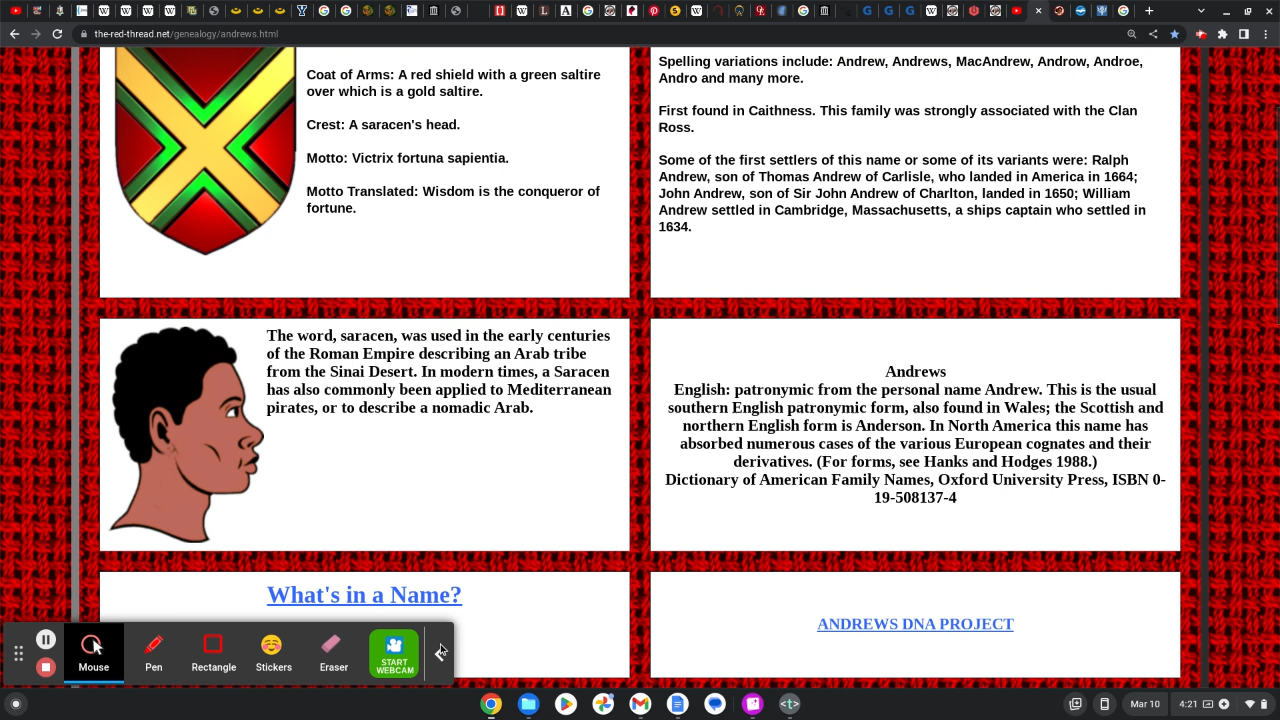 the-red-thread.net/genealogy/andrews.html
Coat of Arms: A red shield with a green saltire
over which is a gold saltire.
Crest: A saracen's head.
Motto: Victrix fortuna sapientia.
Motto Translated: Wisdom is the conqueror of
fortune.
Spelling variations include: Andrew, Andrews, MacAndrew, Androw, Androe,
Andro and many more.
First found in Caithness. This family was strongly associated with the Clan
Ross.
Some of the first settlers of this name or some of its variants were: Ralph
Andrew, son of Thomas Andrew of Carlisle, who landed in America in 1664;
John Andrew, son of Sir John Andrew of Charlton, landed in 1650; William
Andrew settled in Cambridge, Massachusetts, a ships captain who settled in
1634.
The word, saracen, was used in the early centuries
of the Roman Empire describing an Arab tribe
from the Sinai Desert. In modern times, a Saracen
has also commonly been applied to Mediterranean
pirates, or to describe a nomadic Arab.
Andrews
English: patronymic from the personal name Andrew. This is the usual
southern English patronymic form, also found in Wales; the Scottish and
northern English form is Anderson. In North America this name has
absorbed numerous cases of the various European cognates and their
derivatives. (For forms, see Hanks and Hodges 1988.)
Dictionary of American Family Names, Oxford University Press, ISBN 0-
19-508137-4
What's in a Name?
ANDREWS DNA PROJECT
Mouse
Pen
Rectangle
Stickers
Eraser
START
WEBCAM
Mar 10
4:21